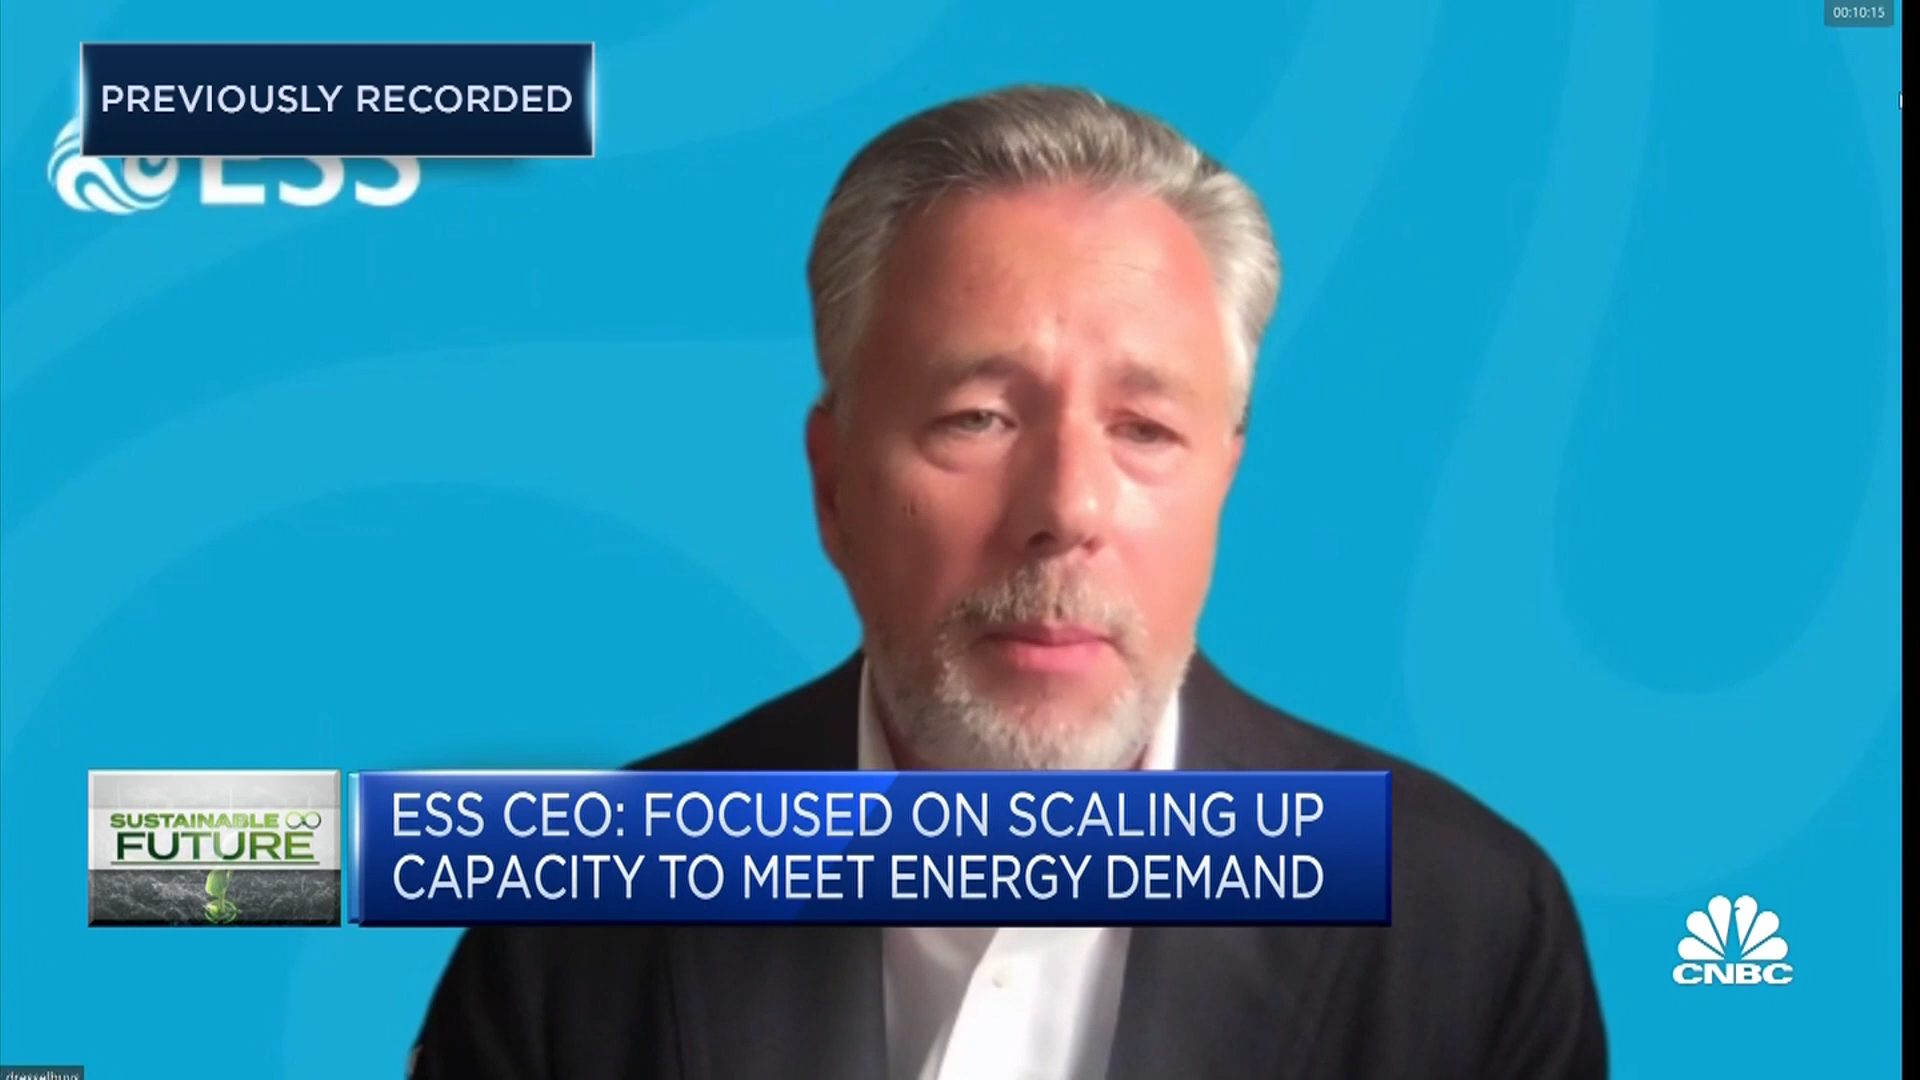 00:10:15
PREVIOUSLY RECORDED
ESS
SUSTAINABLE
FUTURE
ESS CEO: FOCUSED ON SCALING UP
CAPACITY TO MEET ENERGY DEMAND
CNBC
dresselhuys